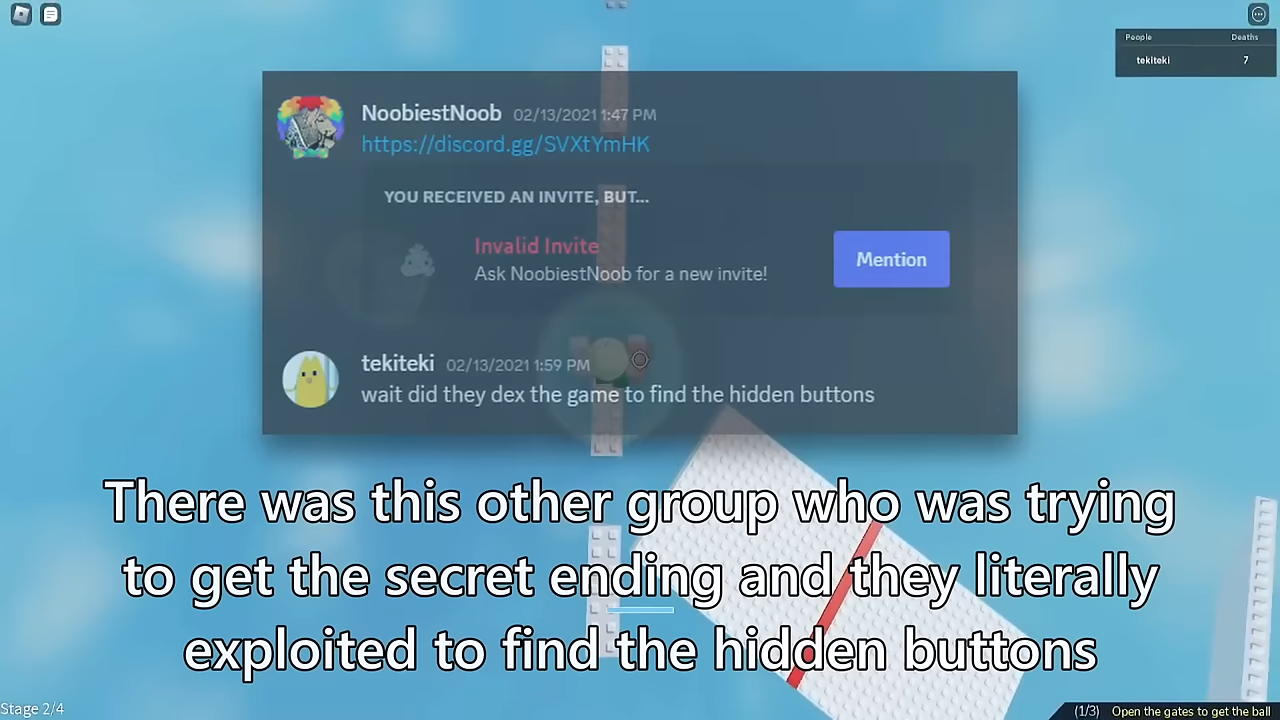 People Deaths
tekiteki 7
NoobiestNoob 02/13/2021 1:47 PM
https://discord.gg/SVXtYmHK
YOU RECEIVED AN INVITE, BUT...
Invalid Invite
Ask NoobiestNoob for a new invite!
Mention
tekiteki 02/13/2021 1:59 PM
wait did they dex the game to find the hidden buttons
There was this other group who was trying
to get the secret ending and they literally
exploited to find the hidden buttons
Stage 2/4
(1/3) Open the gates to get the ball